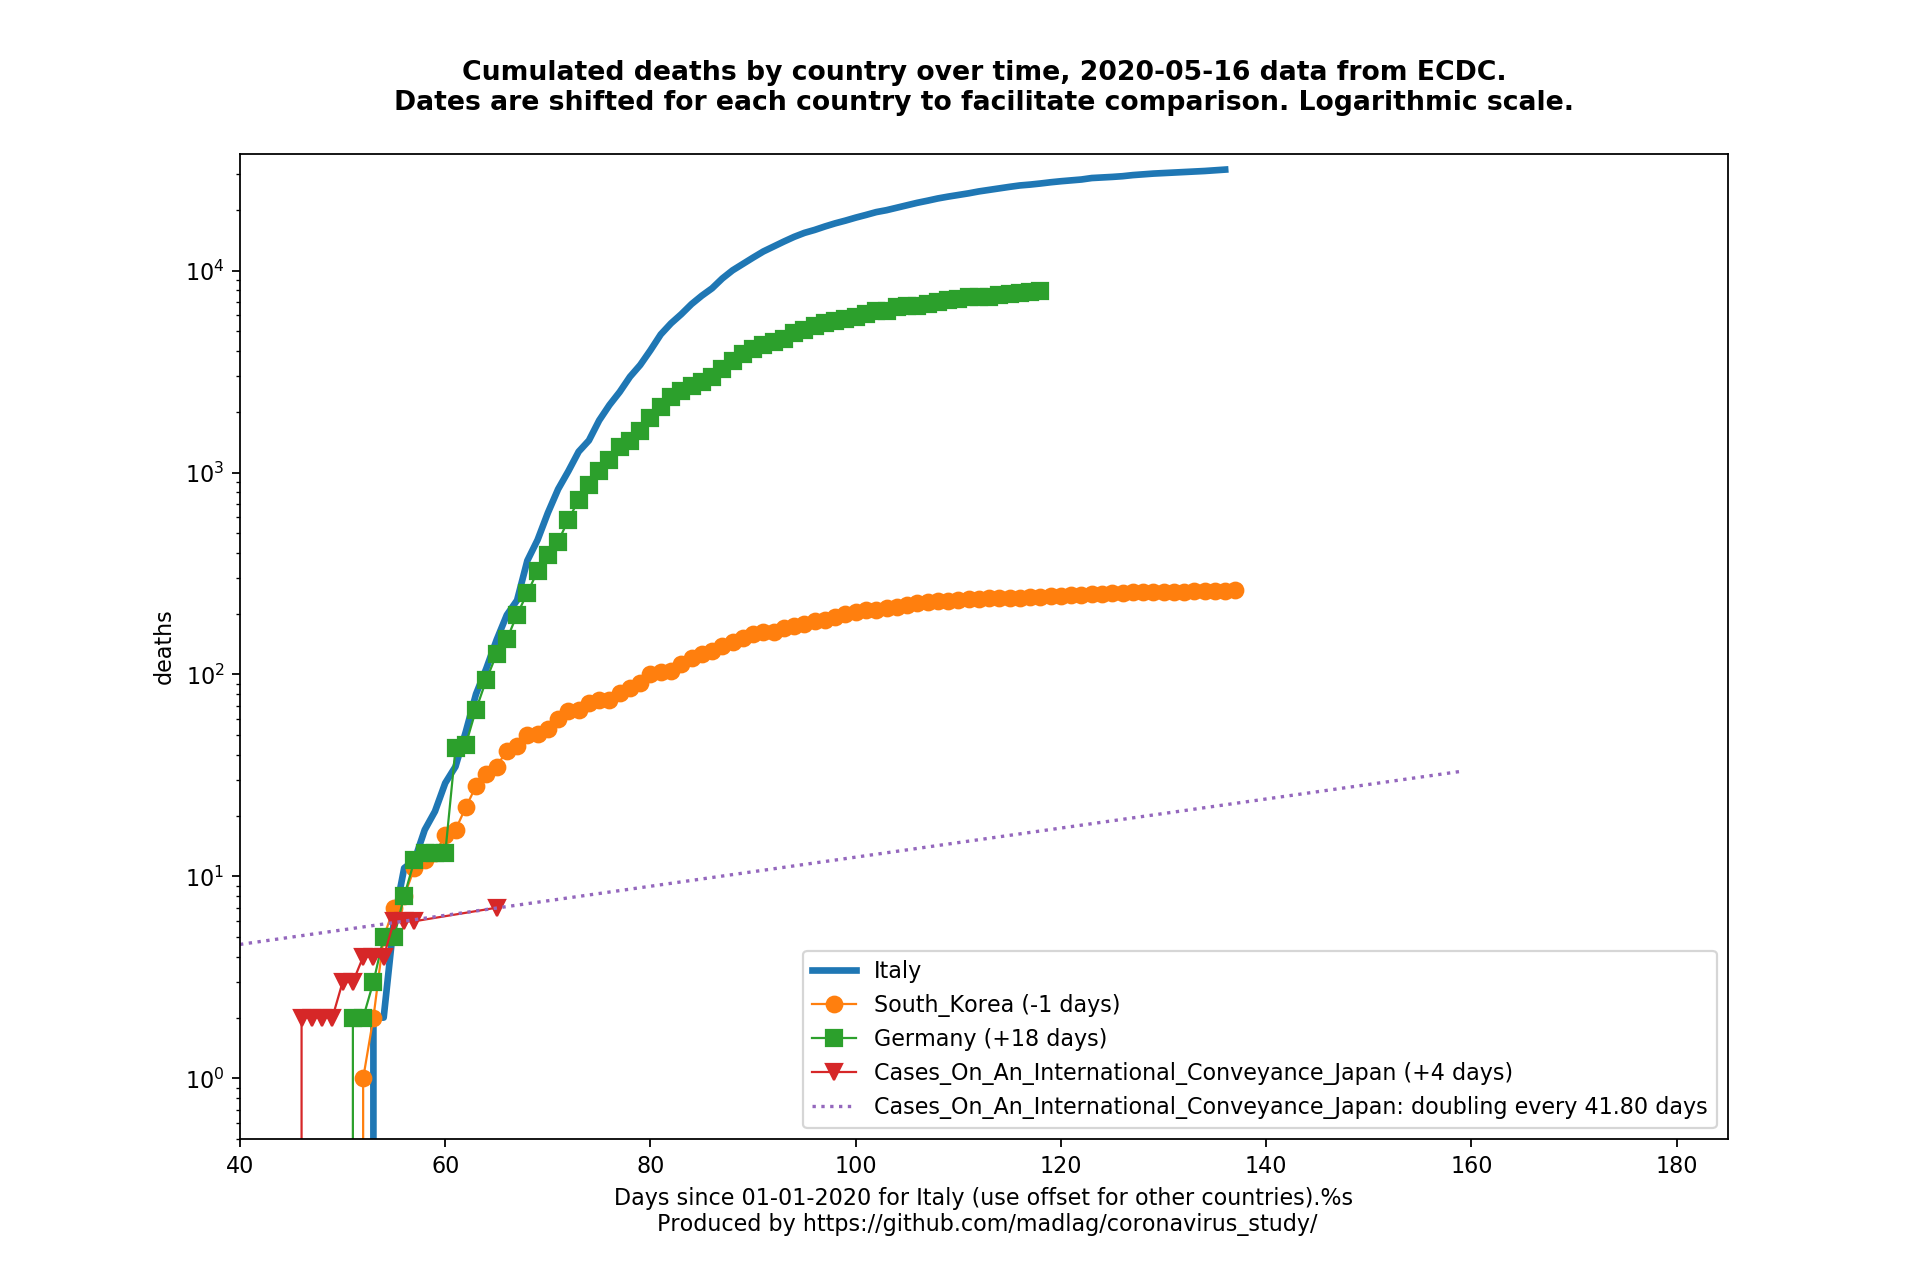 Cumulated deaths by country over time, 2020-05-16 data from ECDC.
Dates are shifted for each country to facilitate comparison. Logarithmic scale.
deaths
10⁴
10³
10²
10¹
10⁰
40 60 80 100 120 140 160 180
Italy
South_Korea (-1 days)
Germany (+18 days)
Cases_On_An_International_Conveyance_Japan (+4 days)
Cases_On_An_International_Conveyance_Japan: doubling every 41.80 days
Days since 01-01-2020 for Italy (use offset for other countries).%s
Produced by https://github.com/madlag/coronavirus_study/